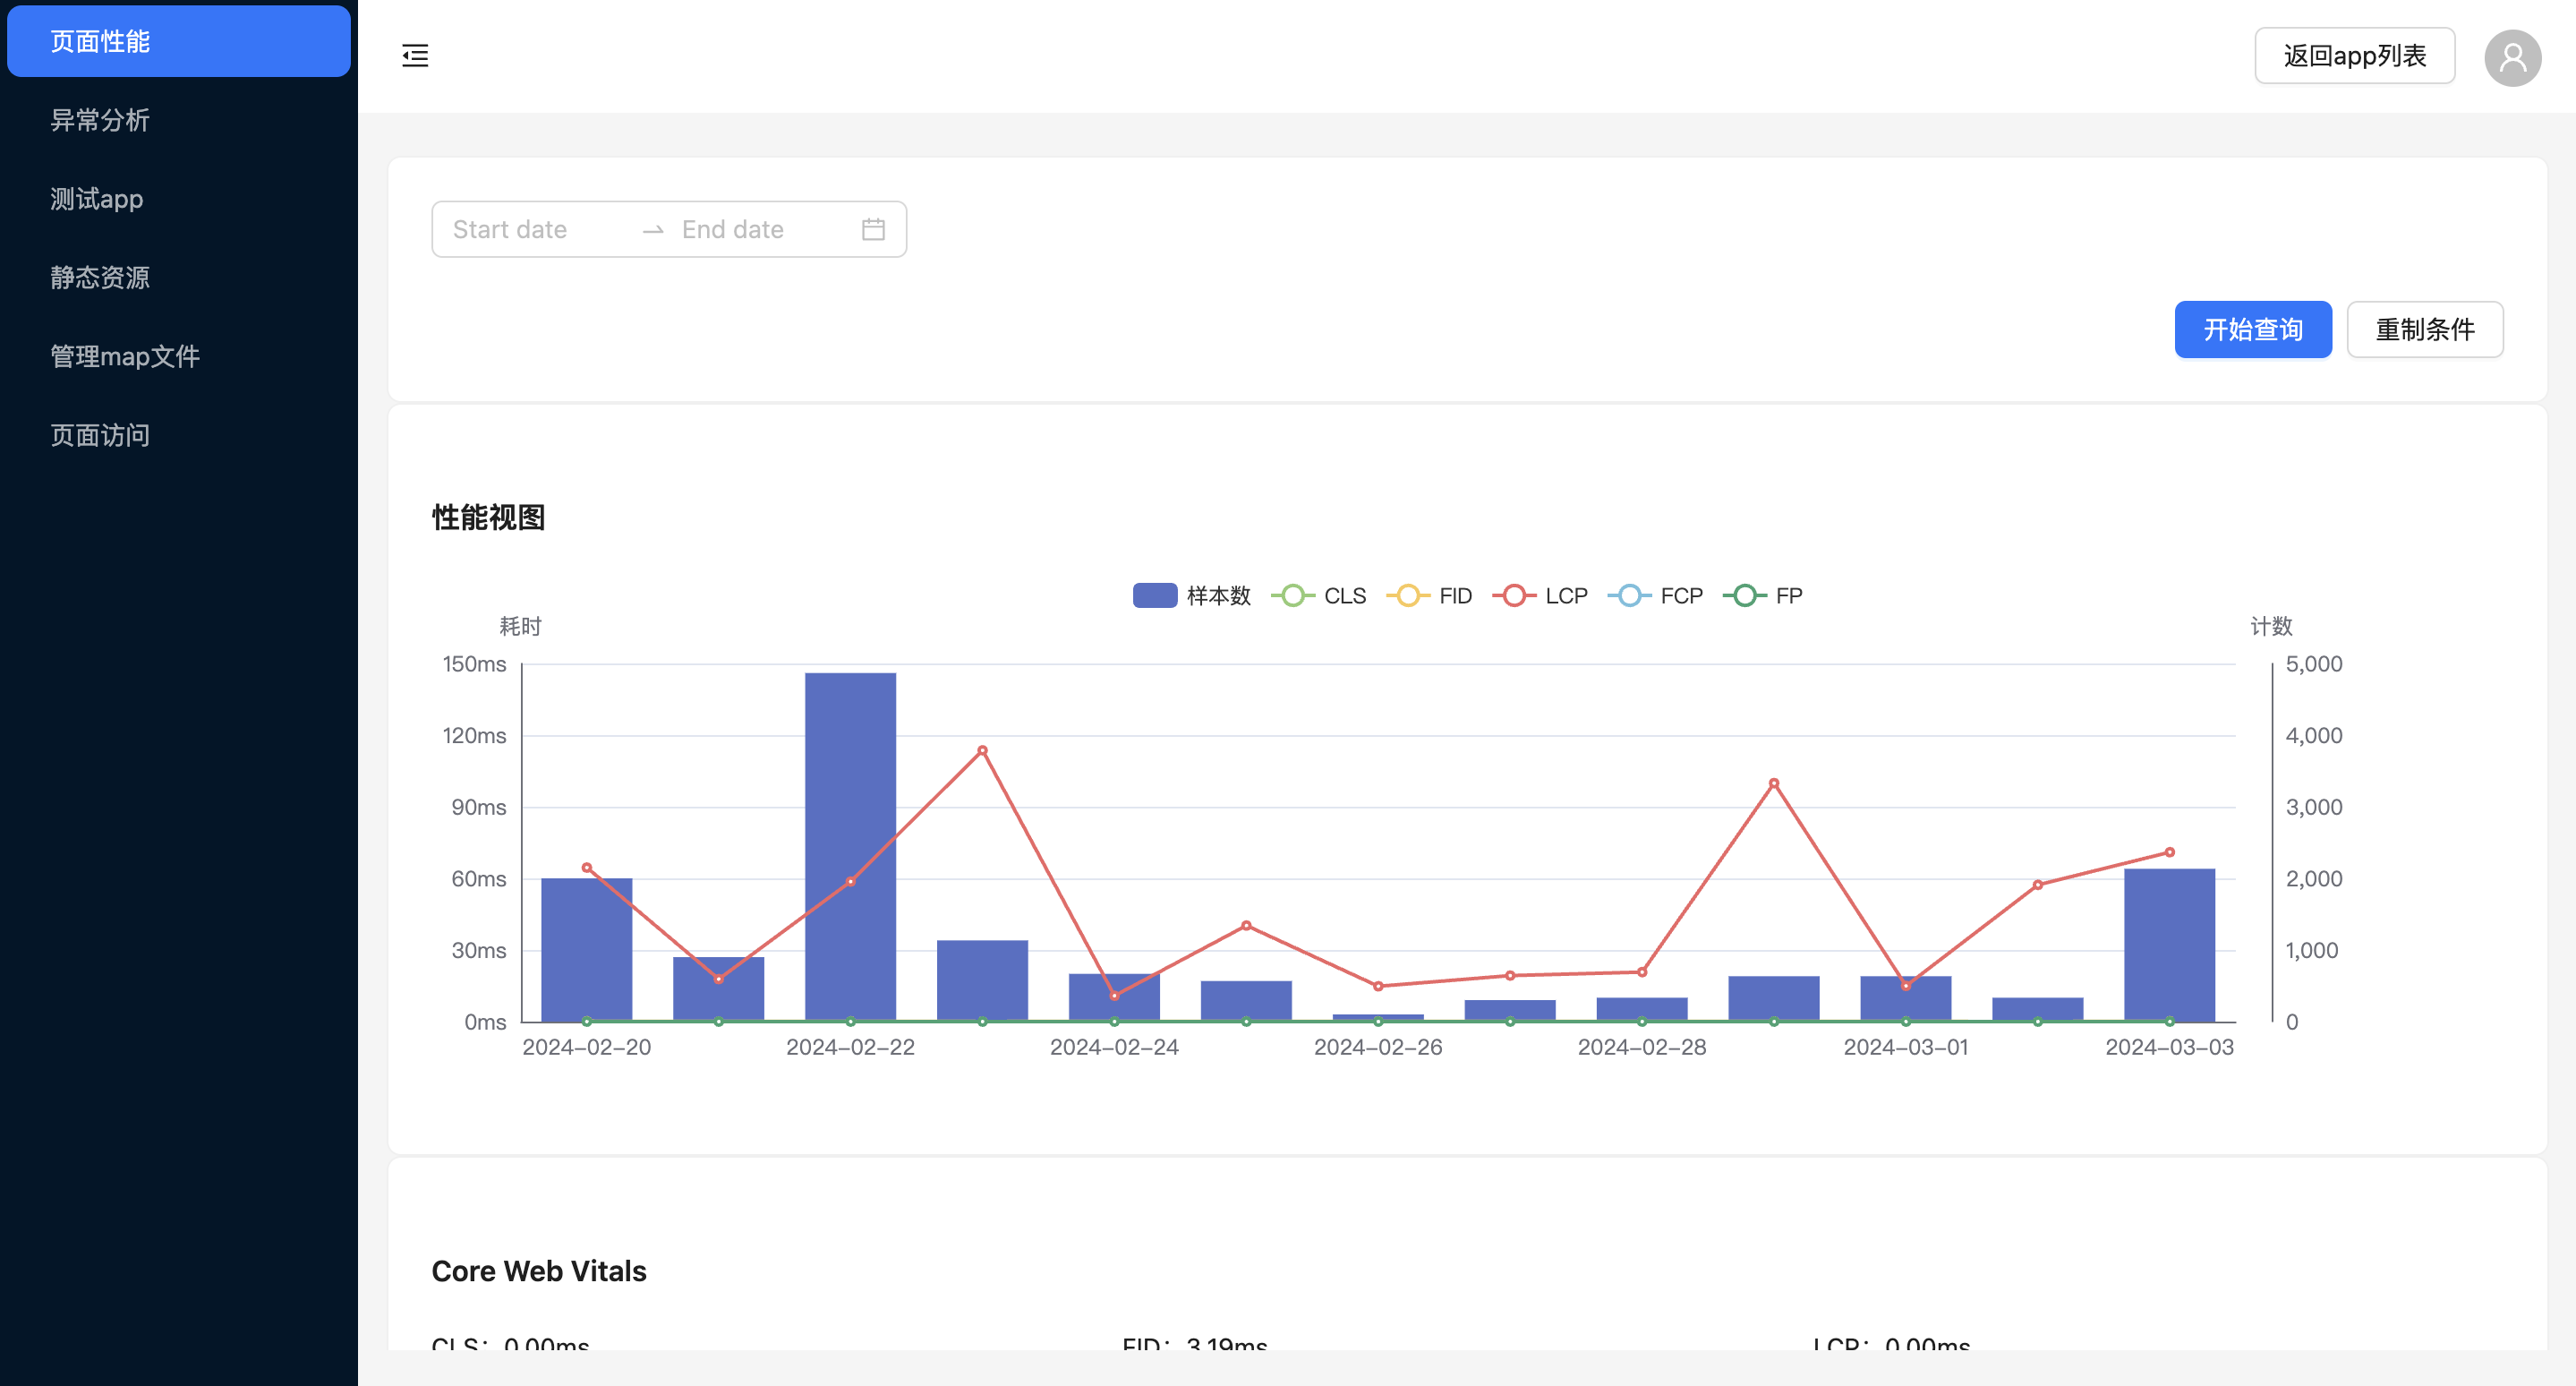 页面性能
异常分析
测试app
静态资源
管理map文件
页面访问
返回app列表
Start date
End date
开始查询
重制条件
性能视图
样本数 CLS FID LCP FCP FP
耗时
计数
150ms
120ms
90ms
60ms
30ms
0ms
5,000
4,000
3,000
2,000
1,000
0
2024-02-20
2024-02-22
2024-02-24
2024-02-26
2024-02-28
2024-03-01
2024-03-03
Core Web Vitals
CLS：0.00ms
FID：3.19ms
LCP：0.00ms